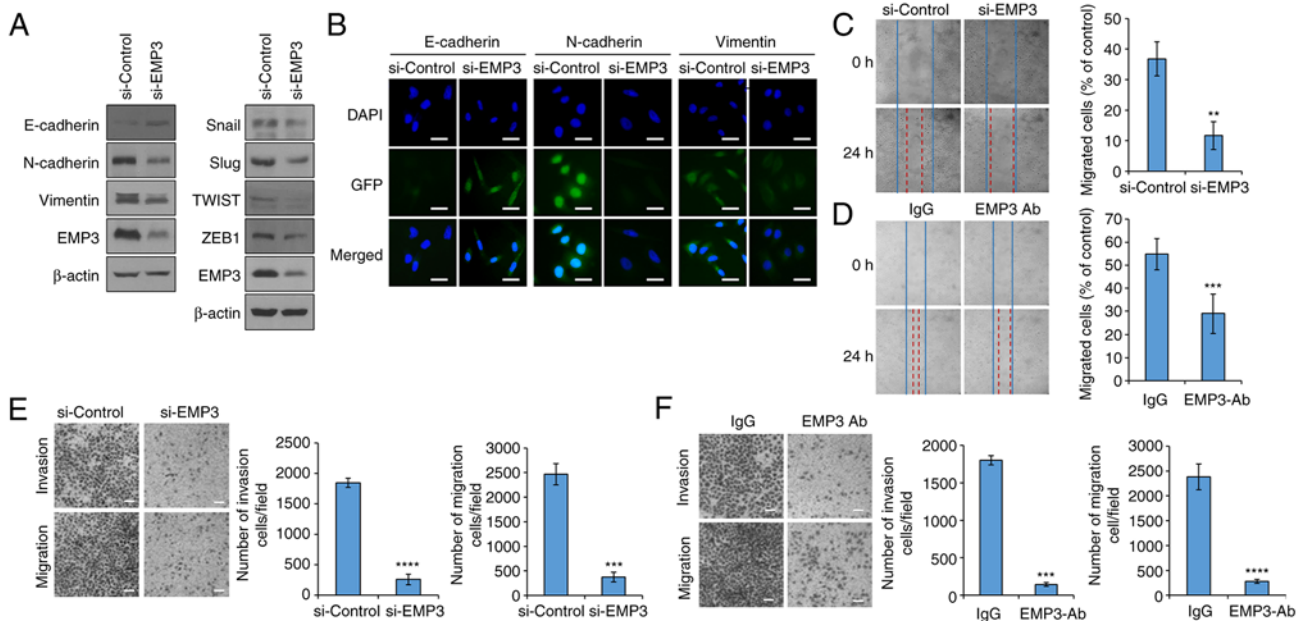 A
si-Control
si-EMP3
E-cadherin
N-cadherin
Vimentin
EMP3
β-actin
si-Control
si-EMP3
Snail
Slug
TWIST
ZEB1
EMP3
β-actin
B
E-cadherin N-cadherin Vimentin
si-Control si-EMP3 si-Control si-EMP3 si-Control si-EMP3
DAPI
GFP
Merged
C
si-Control si-EMP3
0 h
24 h
Migrated cells (% of control)
50
40
30
20
10
0
**
si-Control si-EMP3
D
IgG EMP3 Ab
0 h
24 h
Migrated cells (% of control)
70
60
50
40
30
20
10
0
***
IgG EMP3-Ab
E
si-Control si-EMP3
Invasion
Migration
Number of invasion
cells/field
2500
2000
1500
1000
500
0
****
si-Control si-EMP3
Number of migration
cells/field
3000
2500
2000
1500
1000
500
0
***
si-Control si-EMP3
F
IgG EMP3 Ab
Invasion
Migration
Number of invasion
cells/field
2000
1500
1000
500
0
***
IgG EMP3-Ab
Number of migration
cell/field
3000
2500
2000
1500
1000
500
0
****
IgG EMP3-Ab